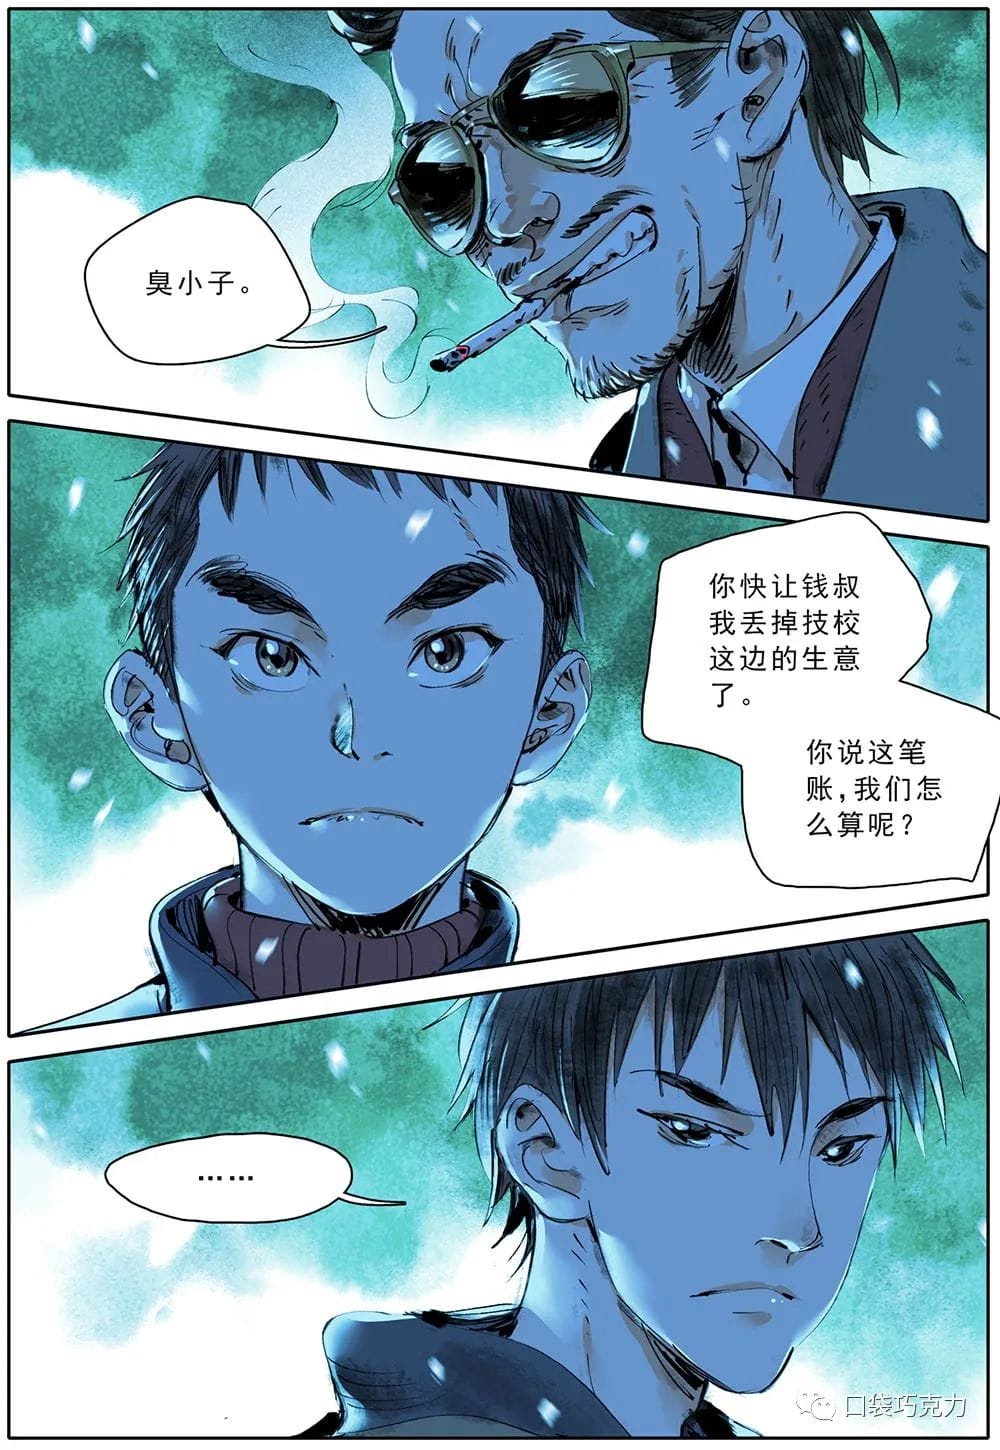 臭小子。
你快让钱叔
我丢掉技校
这边的生意
了。
你说这笔
账，我们怎
么算呢？
……
口袋巧克力